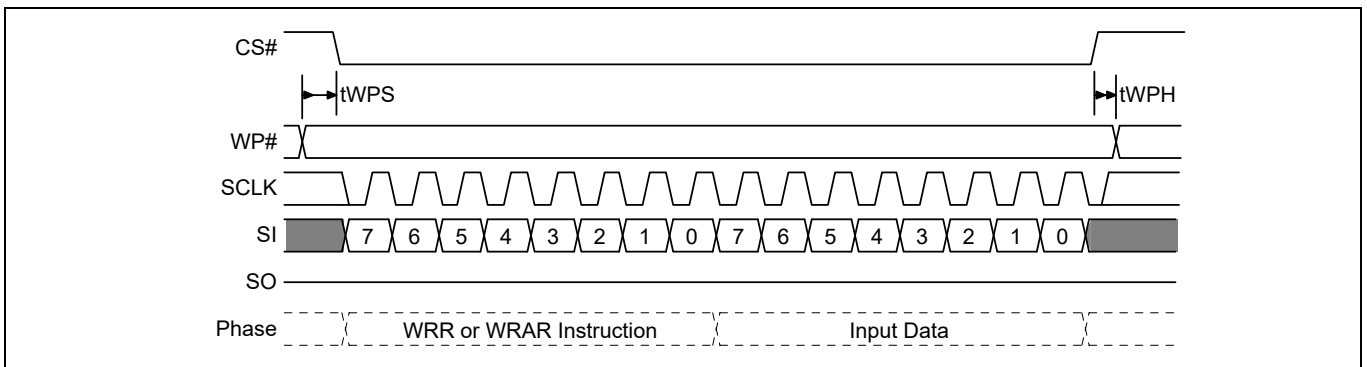 CS#
tWPS tWPH
WP#
SCLK
SI 7 6 5 4 3 2 1 0 7 6 5 4 3 2 1 0
SO
Phase WRR or WRAR Instruction Input Data